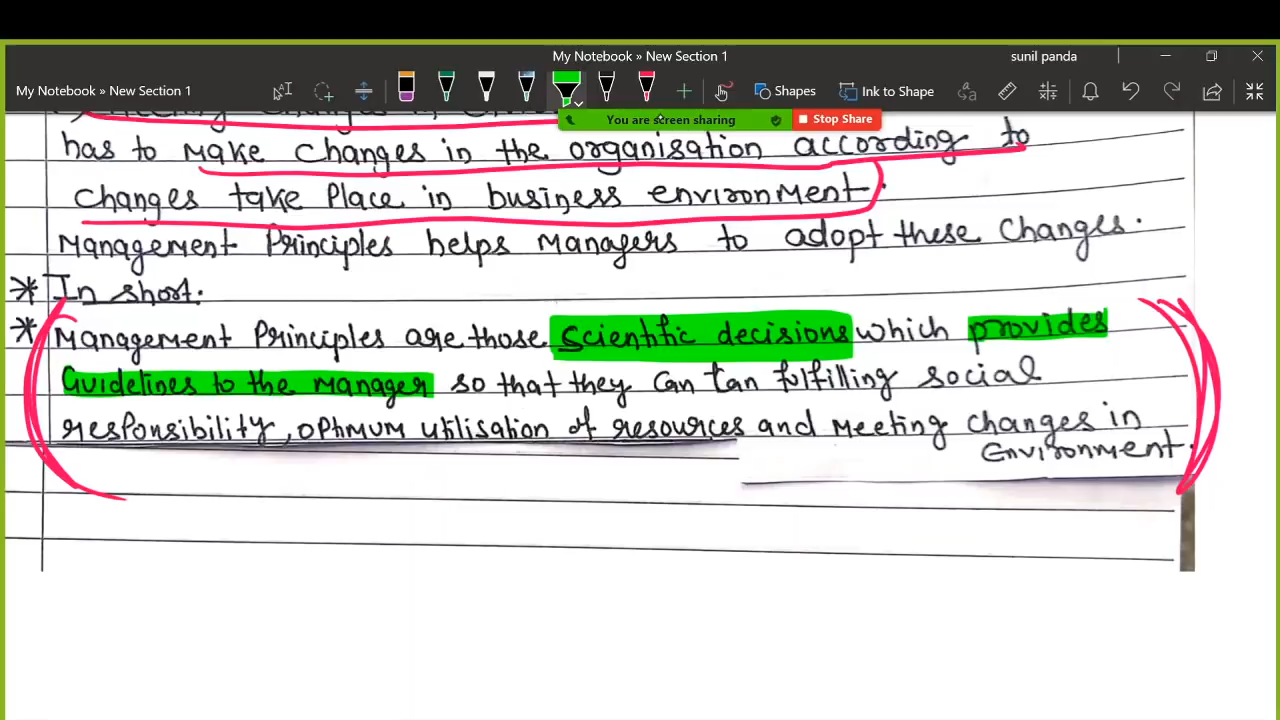 My Notebook » New Section 1
sunil panda
My Notebook » New Section 1
Shapes
Ink to Shape
You are screen sharing
Stop Share
changes in
has to make changes in the organisation according to
changes take Place in business environment.
Management Principles helps Managers to adopt these changes.
* In short.
* Management Principles are those Scientific decisions which provides
Guidelines to the manager so that they can tan fulfilling social
responsibility, optimum utilisation of resources and Meeting changes in
Environment.